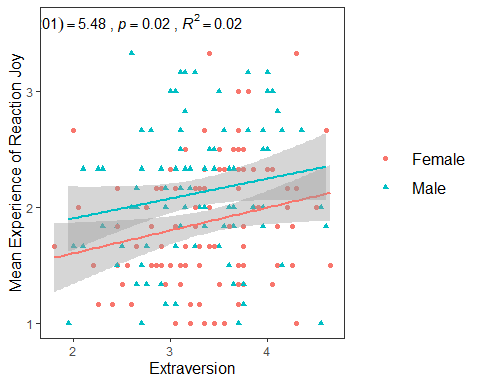 01) = 5.48 , p = 0.02 , R² = 0.02
Mean Experience of Reaction Joy
3
2
1
2 3 4
Extraversion
Female
Male